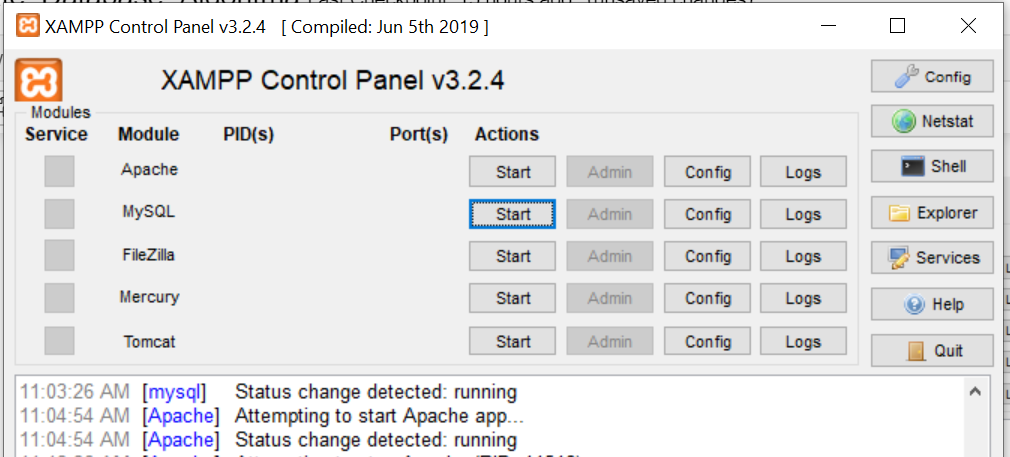 XAMPP Control Panel v3.2.4 [ Compiled: Jun 5th 2019 ]
XAMPP Control Panel v3.2.4
Config
Netstat
Shell
Explorer
Services
Help
Quit
Modules
Service Module PID(s) Port(s) Actions
Apache Start Admin Config Logs
MySQL Start Admin Config Logs
FileZilla Start Admin Config Logs
Mercury Start Admin Config Logs
Tomcat Start Admin Config Logs
11:03:26 AM [mysql] Status change detected: running
11:04:54 AM [Apache] Attempting to start Apache app...
11:04:54 AM [Apache] Status change detected: running